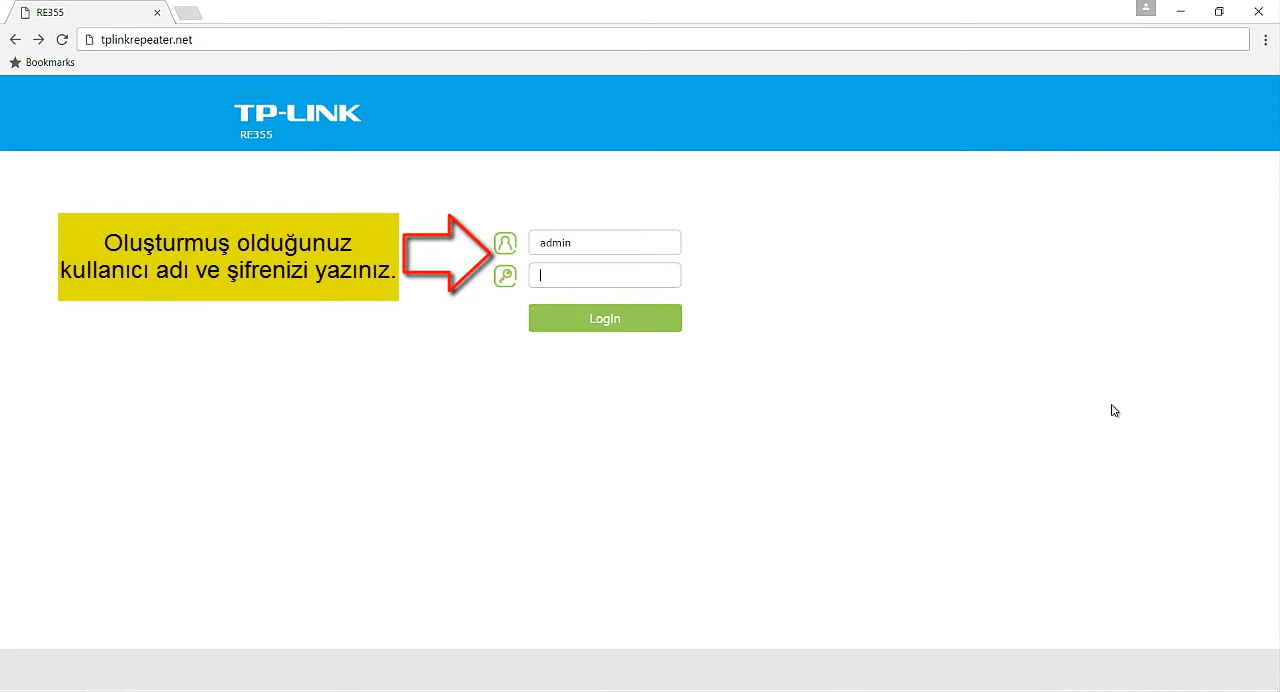 RE355
tplinkrepeater.net
Bookmarks
TP-LINK
RE355
Oluşturmuş olduğunuz
kullanıcı adı ve şifrenizi yazınız.
admin
Login